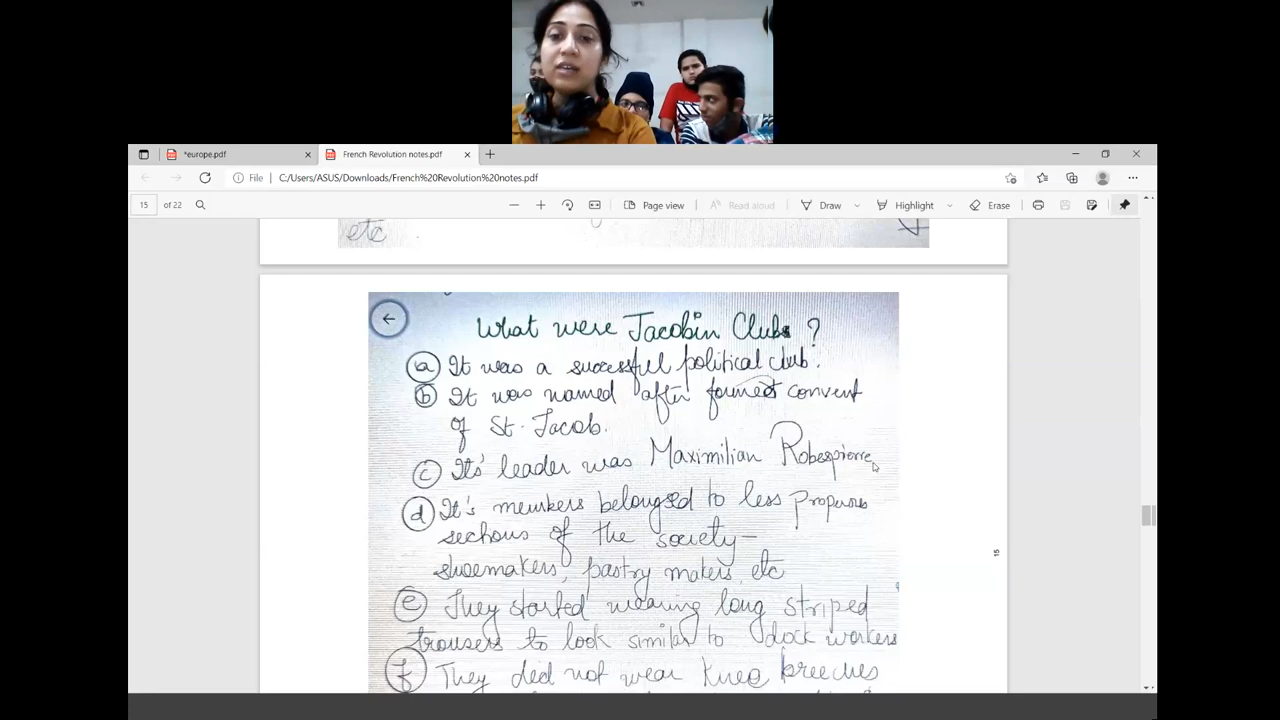 *europe.pdf
French Revolution notes.pdf
File
C:/Users/ASUS/Downloads/French%20Revolution%20notes.pdf
15 of 22
Page view
Read aloud
Draw
Highlight
Erase
etc
What were Jacobin Clubs ?
a It was a successful political club
b It was named after former convent
of St. Jacob.
c Its leader was Maximilian Robespierre
d Its members belonged to less prosperous
sections of the society-
shoemakers pastry makers etc
e They started wearing long striped
trousers to look similar to dock workers
f They did not wear knee breeches
15